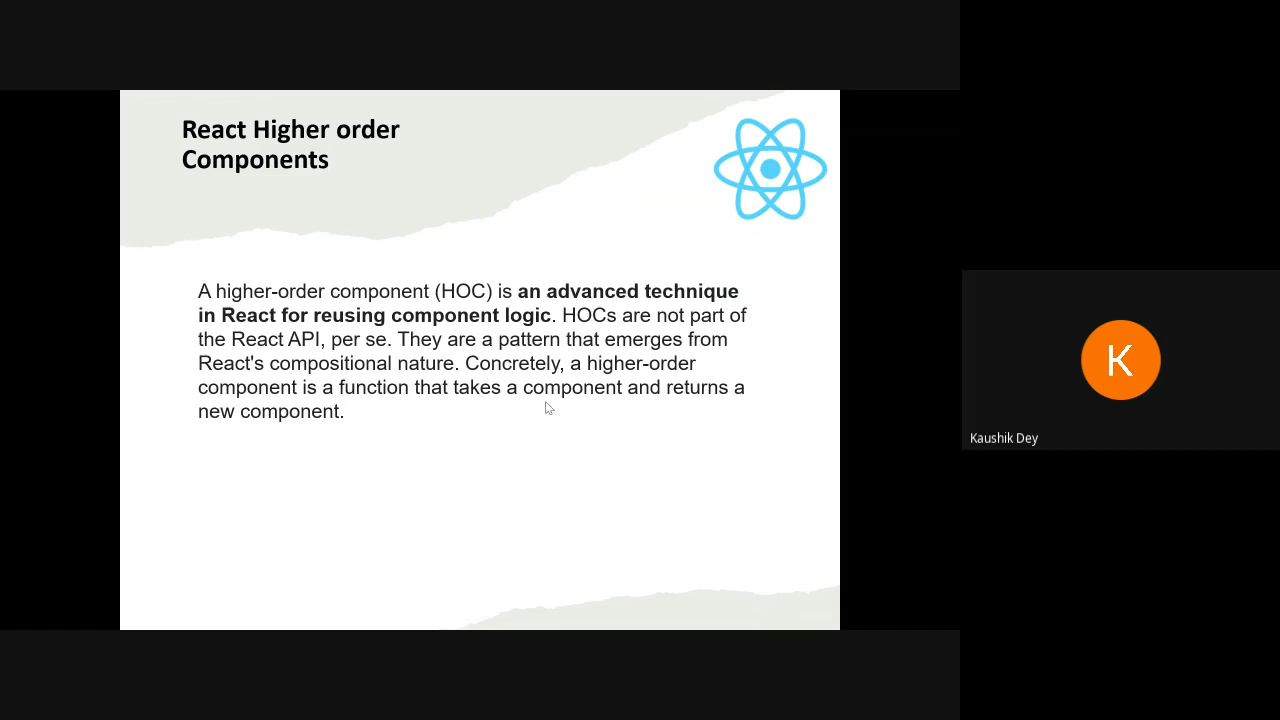 React Higher order
Components
A higher-order component (HOC) is an advanced technique
in React for reusing component logic. HOCs are not part of
the React API, per se. They are a pattern that emerges from
React's compositional nature. Concretely, a higher-order
component is a function that takes a component and returns a
new component.
K
Kaushik Dey